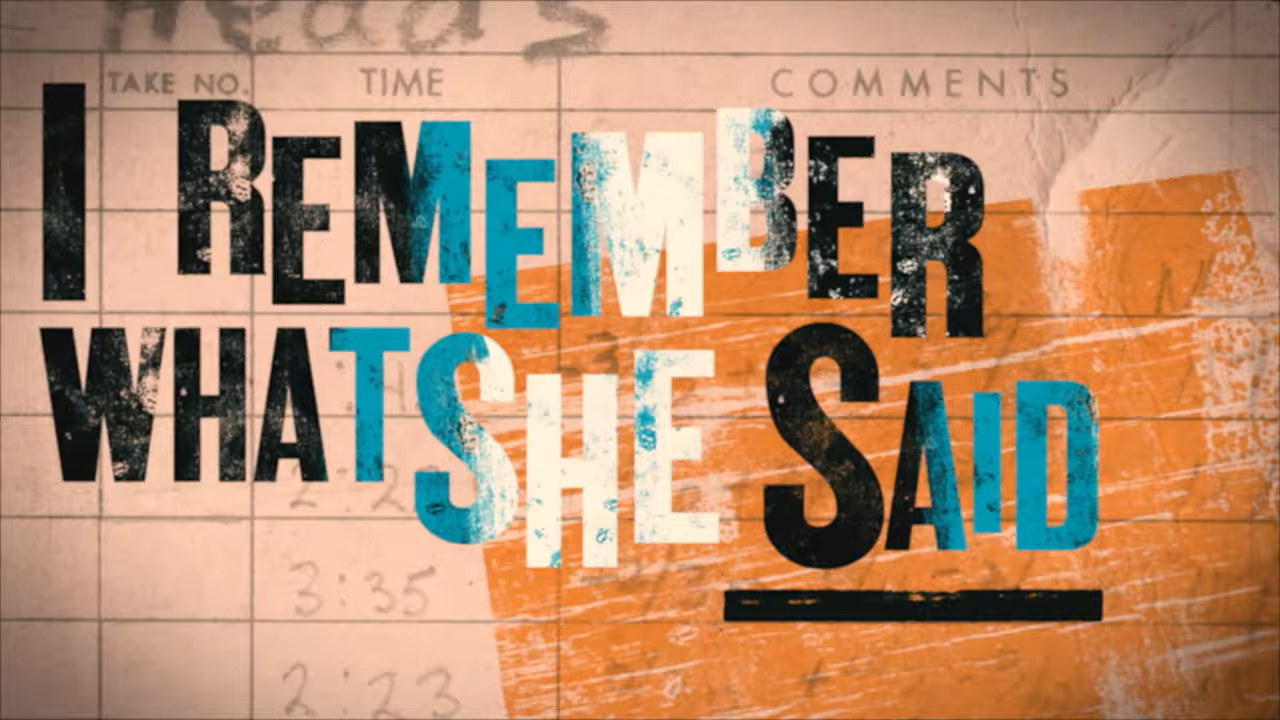 Heads
TAKE NO. TIME COMMENTS
I REMEMBER
WHAT SHE SAID
3:35
2:23